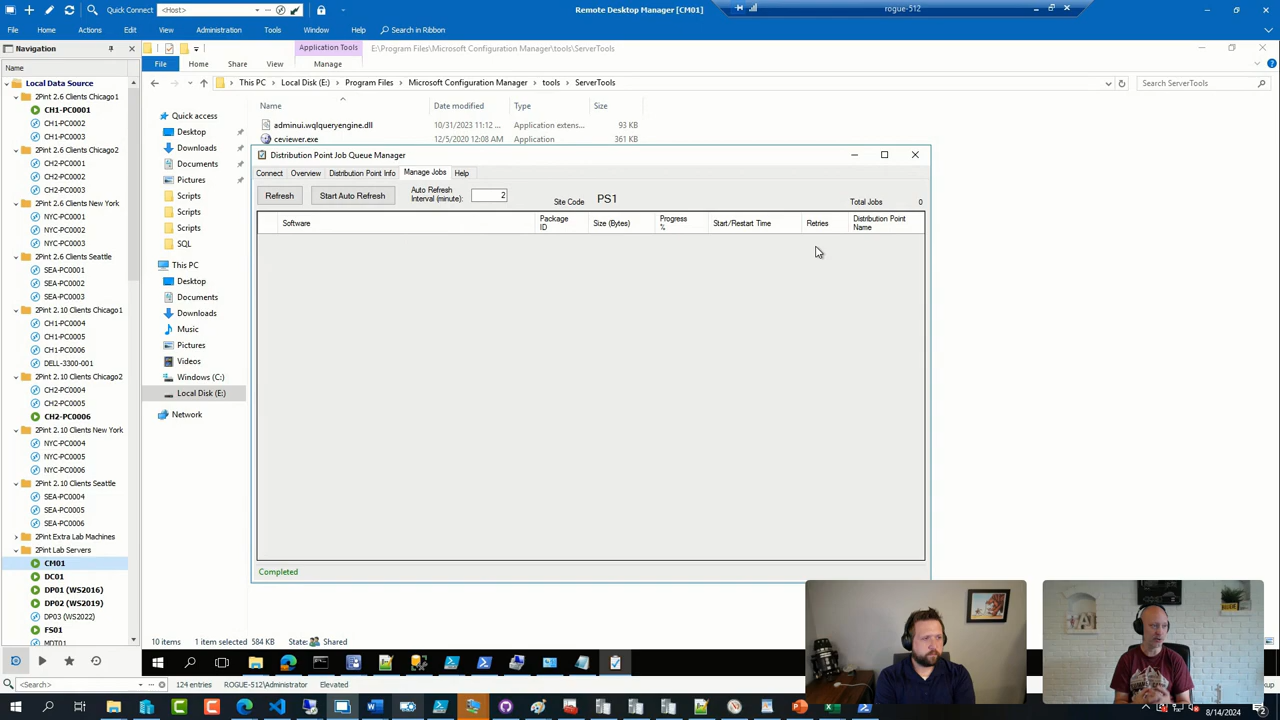 Quick Connect <Host>
Remote Desktop Manager [CM01]
rogue-512
File Home Actions Edit View Administration Tools Window Help Search in Ribbon
Navigation
Name
Local Data Source
2Pint 2.6 Clients Chicago1
CH1-PC0001
CH1-PC0002
CH1-PC0003
2Pint 2.6 Clients Chicago2
CH2-PC0001
CH2-PC0002
CH2-PC0003
2Pint 2.6 Clients New York
NYC-PC0001
NYC-PC0002
NYC-PC0003
2Pint 2.6 Clients Seattle
SEA-PC0001
SEA-PC0002
SEA-PC0003
2Pint 2.10 Clients Chicago1
CH1-PC0004
CH1-PC0005
CH1-PC0006
DELL-3300-001
2Pint 2.10 Clients Chicago2
CH2-PC0004
CH2-PC0005
CH2-PC0006
2Pint 2.10 Clients New York
NYC-PC0004
NYC-PC0005
NYC-PC0006
2Pint 2.10 Clients Seattle
SEA-PC0004
SEA-PC0005
SEA-PC0006
2Pint Extra Lab Machines
2Pint Lab Servers
CM01
DC01
DP01 (WS2016)
DP02 (WS2019)
DP03 (WS2022)
FS01
MDT01
Application Tools
E:\Program Files\Microsoft Configuration Manager\tools\ServerTools
File Home Share View Manage
This PC Local Disk (E:) Program Files Microsoft Configuration Manager tools ServerTools
Search ServerTools
Quick access
Desktop
Downloads
Documents
Pictures
Scripts
Scripts
Scripts
SQL
This PC
Desktop
Documents
Downloads
Music
Pictures
Videos
Windows (C:)
Local Disk (E:)
Network
Name Date modified Type Size
adminui.wqlqueryengine.dll 10/31/2023 11:12 ... Application extens... 93 KB
ceviewer.exe 12/5/2020 12:08 AM Application 361 KB
Distribution Point Job Queue Manager
Connect Overview Distribution Point Info Manage Jobs Help
Refresh Start Auto Refresh
Auto Refresh
Interval (minute):
2
Site Code PS1
Total Jobs 0
Software
Package
ID
Size (Bytes)
Progress
%
Start/Restart Time
Retries
Distribution Point
Name
Completed
10 items 1 item selected 584 KB State: Shared
<Search> 124 entries ROGUE-512\Administrator Elevated
8/14/2024